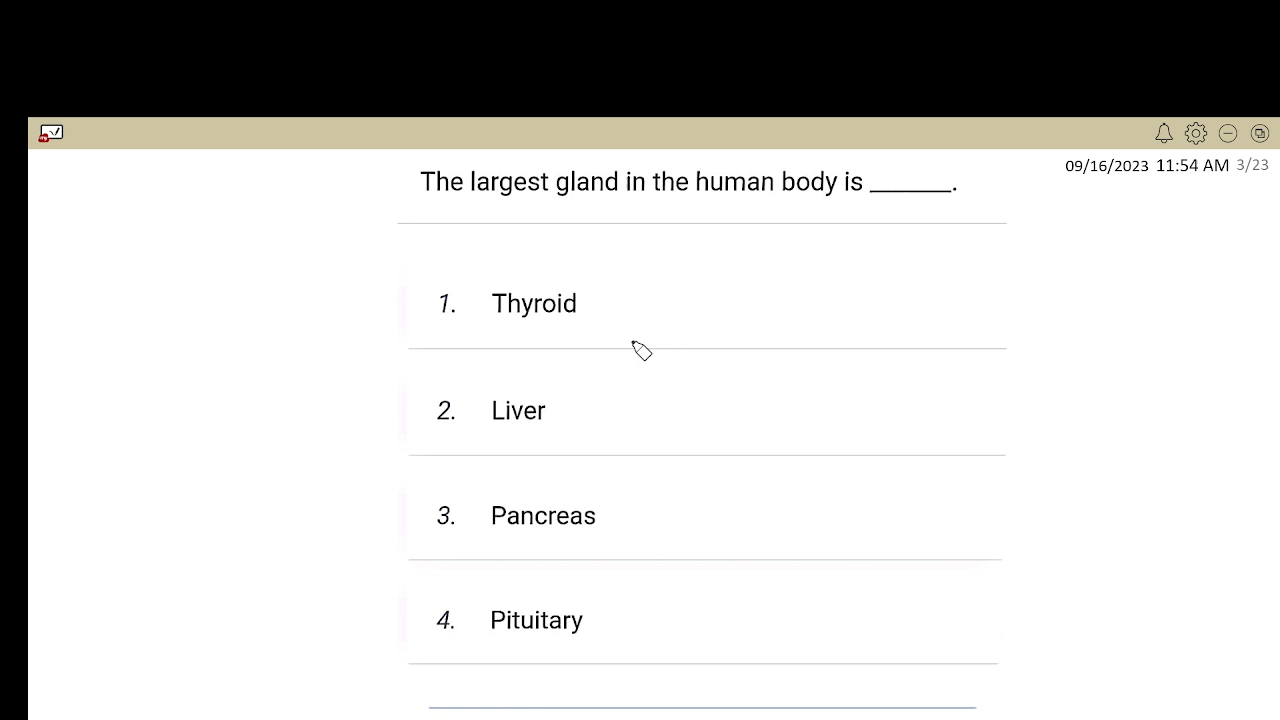 09/16/2023 11:54 AM 3/23
The largest gland in the human body is ______.
1. Thyroid
2. Liver
3. Pancreas
4. Pituitary